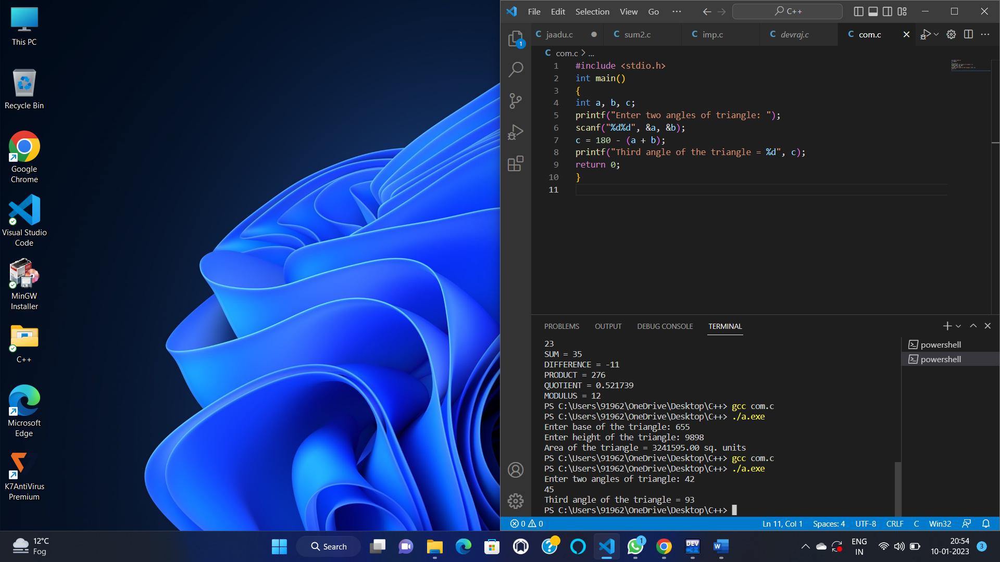 This PC
Recycle Bin
Google
Chrome
Visual Studio
Code
MinGW
Installer
C++
Microsoft
Edge
K7AntiVirus
Premium
File Edit Selection View Go ... C++
C jaadu.c C sum2.c C imp.c C devraj.c C com.c
1
C com.c > ...
1 #include <stdio.h>
2 int main()
3 {
4 int a, b, c;
5 printf("Enter two angles of triangle: ");
6 scanf("%d%d", &a, &b);
7 c = 180 - (a + b);
8 printf("Third angle of the triangle = %d", c);
9 return 0;
10 }
11
PROBLEMS OUTPUT DEBUG CONSOLE TERMINAL
23
SUM = 35
DIFFERENCE = -11
PRODUCT = 276
QUOTIENT = 0.521739
MODULUS = 12
PS C:\Users\91962\OneDrive\Desktop\C++> gcc com.c
PS C:\Users\91962\OneDrive\Desktop\C++> ./a.exe
Enter base of the triangle: 655
Enter height of the triangle: 9898
Area of the triangle = 3241595.00 sq. units
PS C:\Users\91962\OneDrive\Desktop\C++> gcc com.c
PS C:\Users\91962\OneDrive\Desktop\C++> ./a.exe
Enter two angles of triangle: 42
45
Third angle of the triangle = 93
PS C:\Users\91962\OneDrive\Desktop\C++>
powershell
powershell
0 0 Ln 11, Col 1 Spaces: 4 UTF-8 CRLF C Win32
12°C
Fog
Search
1
DEV
W
ENG
IN
20:54
10-01-2023
3